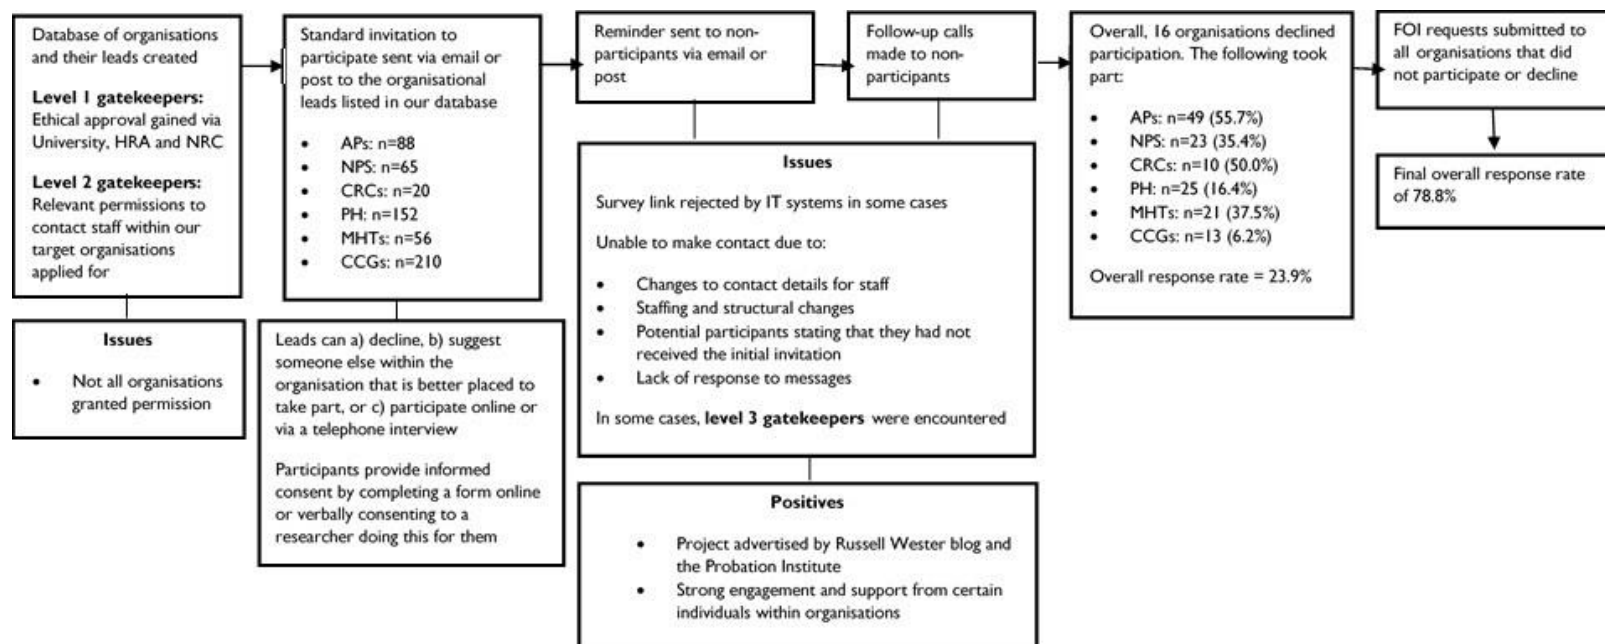 Database of organisations
and their leads created
Level 1 gatekeepers:
Ethical approval gained via
University, HRA and NRC
Level 2 gatekeepers:
Relevant permissions to
contact staff within our
target organisations
applied for
Issues
• Not all organisations
granted permission
Standard invitation to
participate sent via email or
post to the organisational
leads listed in our database
• APs: n=88
• NPS: n=65
• CRCs: n=20
• PH: n=152
• MHTs: n=56
• CCGs: n=210
Leads can a) decline, b) suggest
someone else within the
organisation that is better placed to
take part, or c) participate online or
via a telephone interview
Participants provide informed
consent by completing a form online
or verbally consenting to a
researcher doing this for them
Reminder sent to non-
participants via email or
post
Follow-up calls
made to non-
participants
Issues
Survey link rejected by IT systems in some cases
Unable to make contact due to:
• Changes to contact details for staff
• Staffing and structural changes
• Potential participants stating that they had not
received the initial invitation
• Lack of response to messages
In some cases, level 3 gatekeepers were encountered
Positives
• Project advertised by Russell Wester blog and
the Probation Institute
• Strong engagement and support from certain
individuals within organisations
Overall, 16 organisations declined
participation. The following took
part:
• APs: n=49 (55.7%)
• NPS: n=23 (35.4%)
• CRCs: n=10 (50.0%)
• PH: n=25 (16.4%)
• MHTs: n=21 (37.5%)
• CCGs: n=13 (6.2%)
Overall response rate = 23.9%
FOI requests submitted to
all organisations that did
not participate or decline
Final overall response rate
of 78.8%